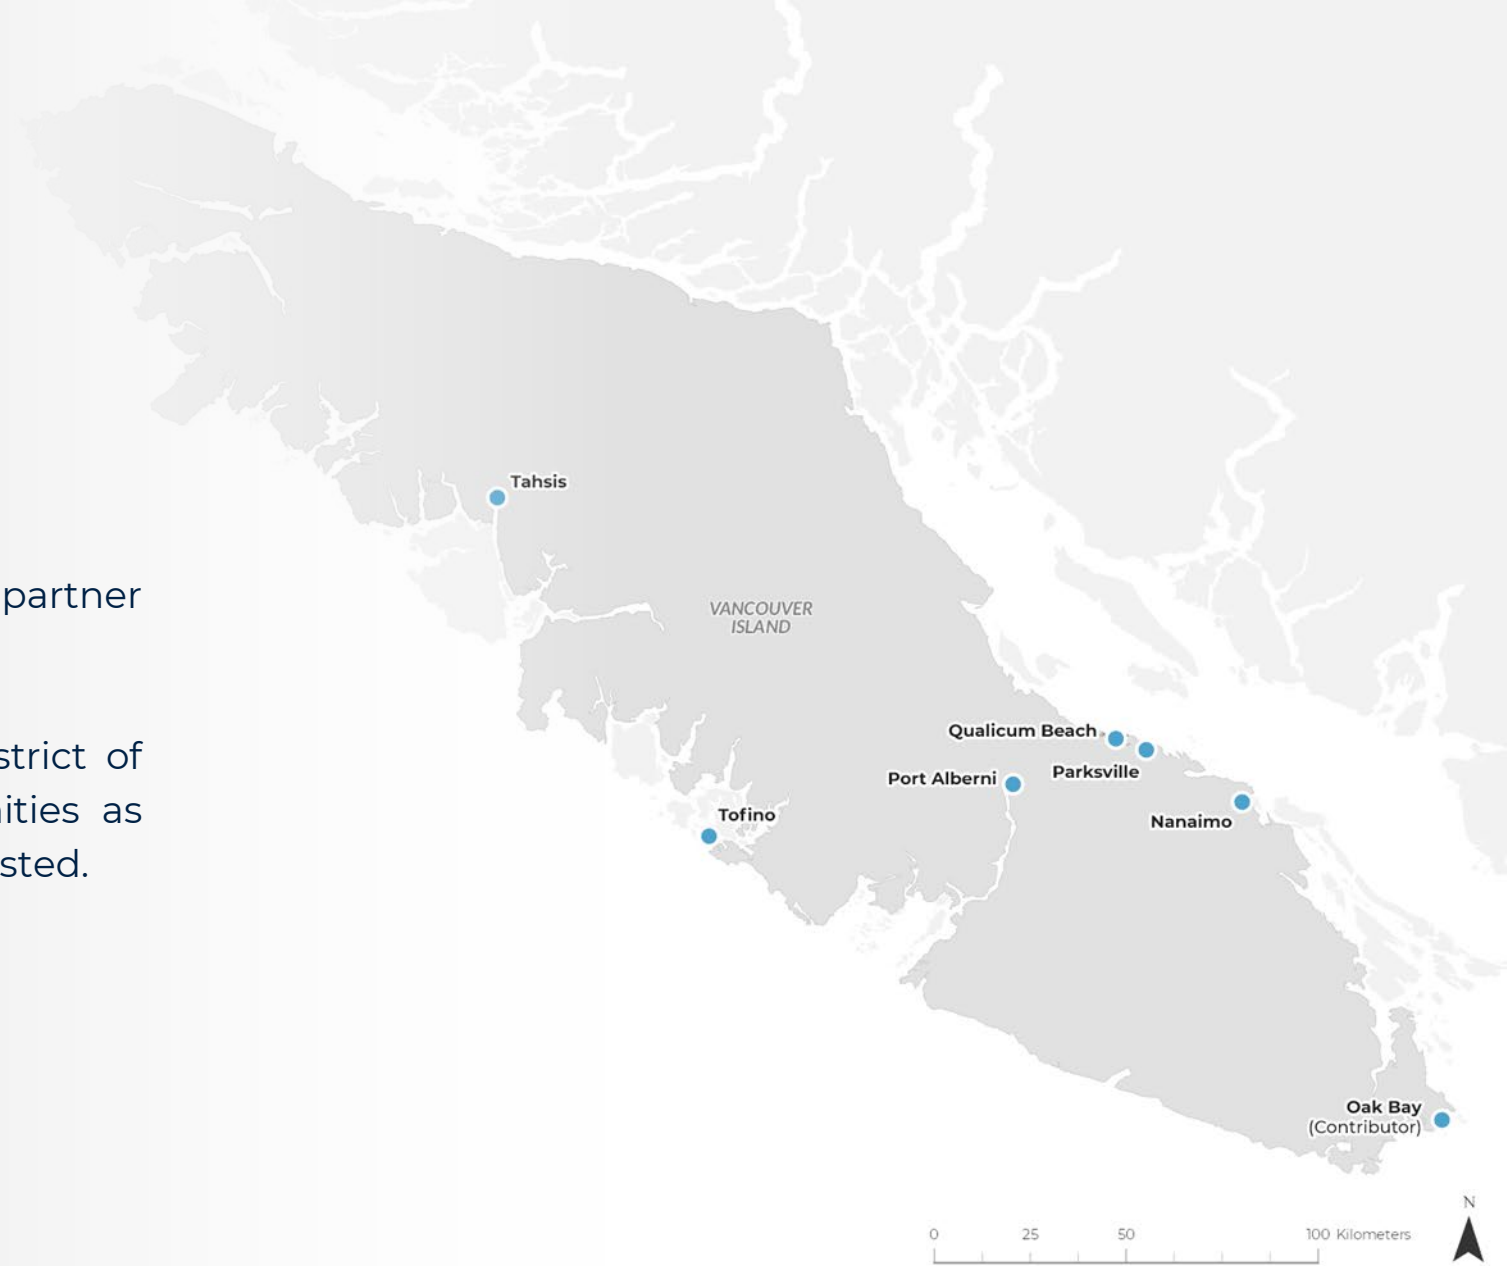 partner
strict of
ities as
sted.
Tahsis
VANCOUVER
ISLAND
Qualicum Beach
Parksville
Port Alberni
Nanaimo
Tofino
Oak Bay
(Contributor)
N
0 25 50 100 Kilometers